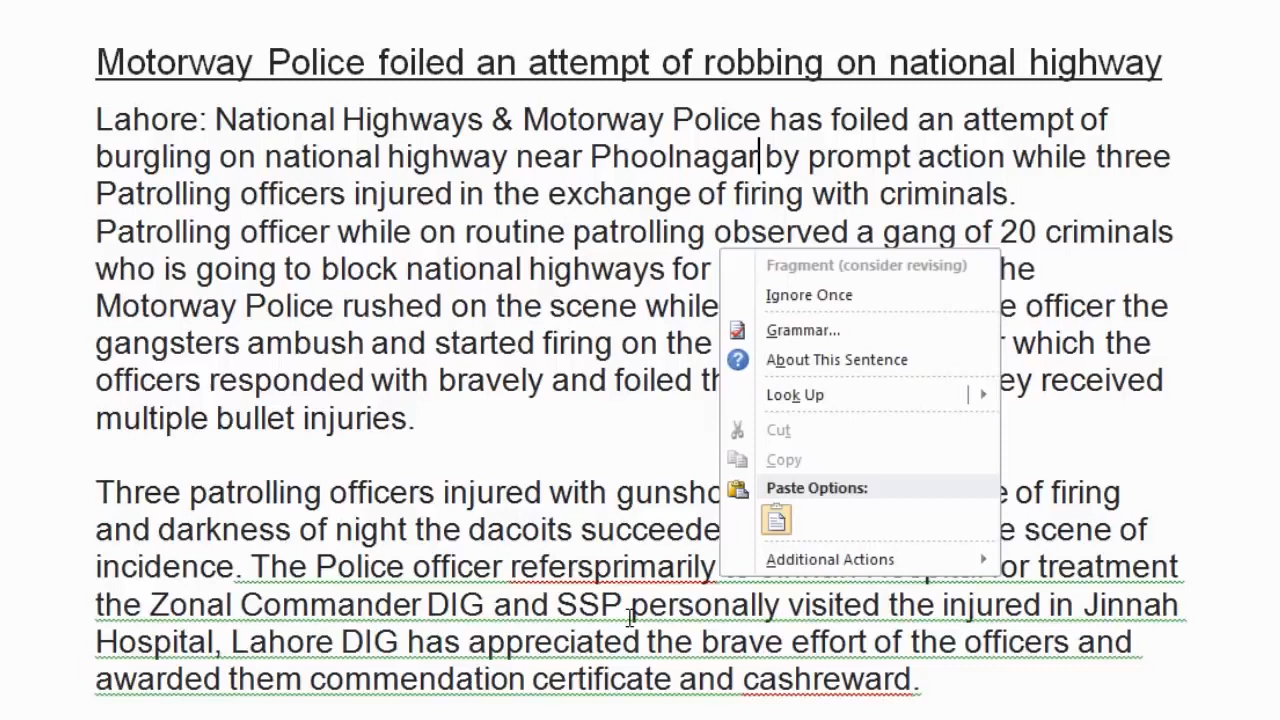 Motorway Police foiled an attempt of robbing on national highway
Lahore: National Highways & Motorway Police has foiled an attempt of
burgling on national highway near Phoolnagar by prompt action while three
Patrolling officers injured in the exchange of firing with criminals.
Patrolling officer while on routine patrolling observed a gang of 20 criminals
who is going to block national highways for
Motorway Police rushed on the scene while officer the
gangsters ambush and started firing on the which the
officers responded with bravely and foiled received
multiple bullet injuries.
Three patrolling officers injured with of firing
and darkness of night the dacoits scene of
incidence. The Police officer refersprimarily treatment
the Zonal Commander DIG and SSP personally visited the injured in Jinnah
Hospital, Lahore DIG has appreciated the brave effort of the officers and
awarded them commendation certificate and cashreward.
Fragment (consider revising)
Ignore Once
Grammar...
About This Sentence
Look Up
Cut
Copy
Paste Options:
Additional Actions